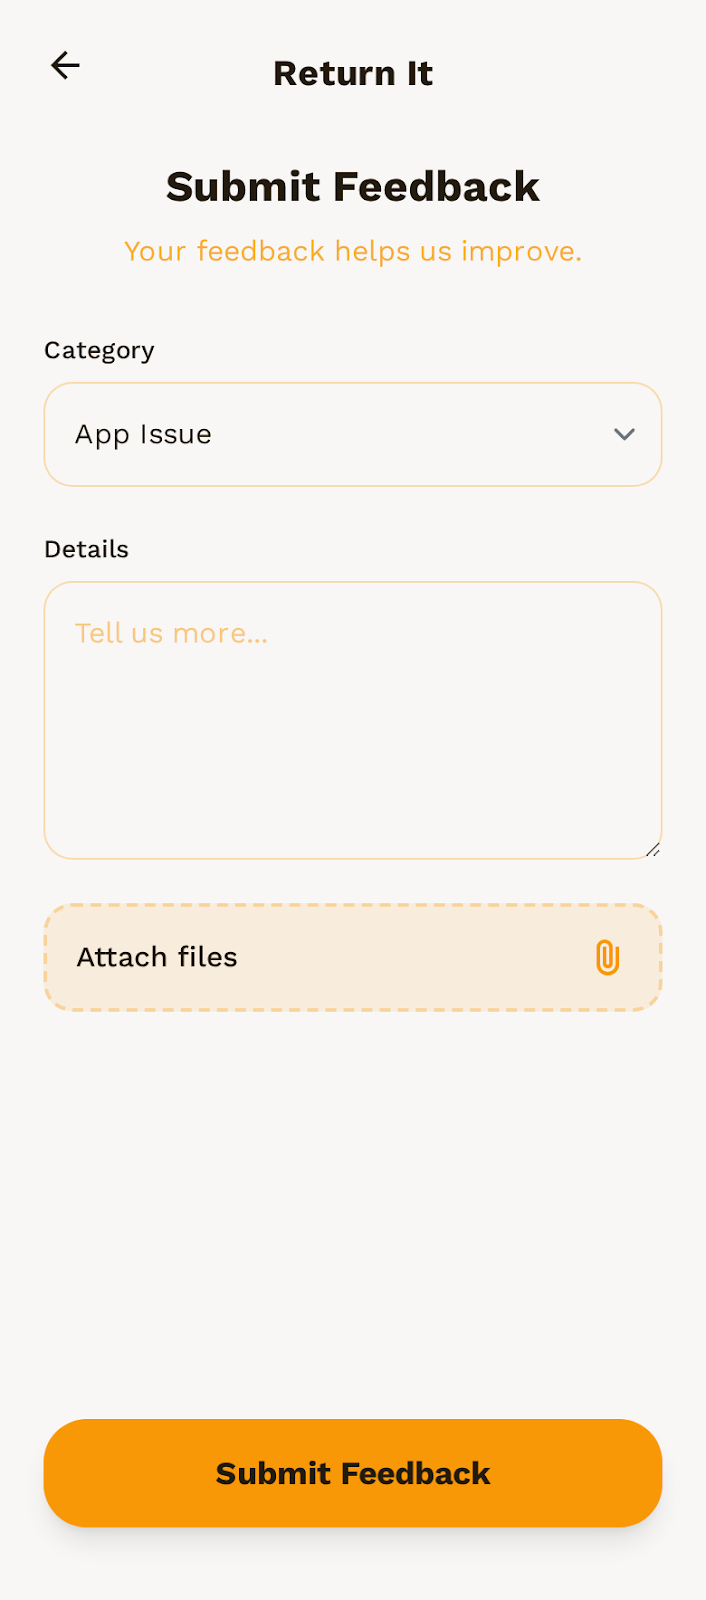 Return It
Submit Feedback
Your feedback helps us improve.
Category
App Issue
Details
Tell us more...
Attach files
Submit Feedback